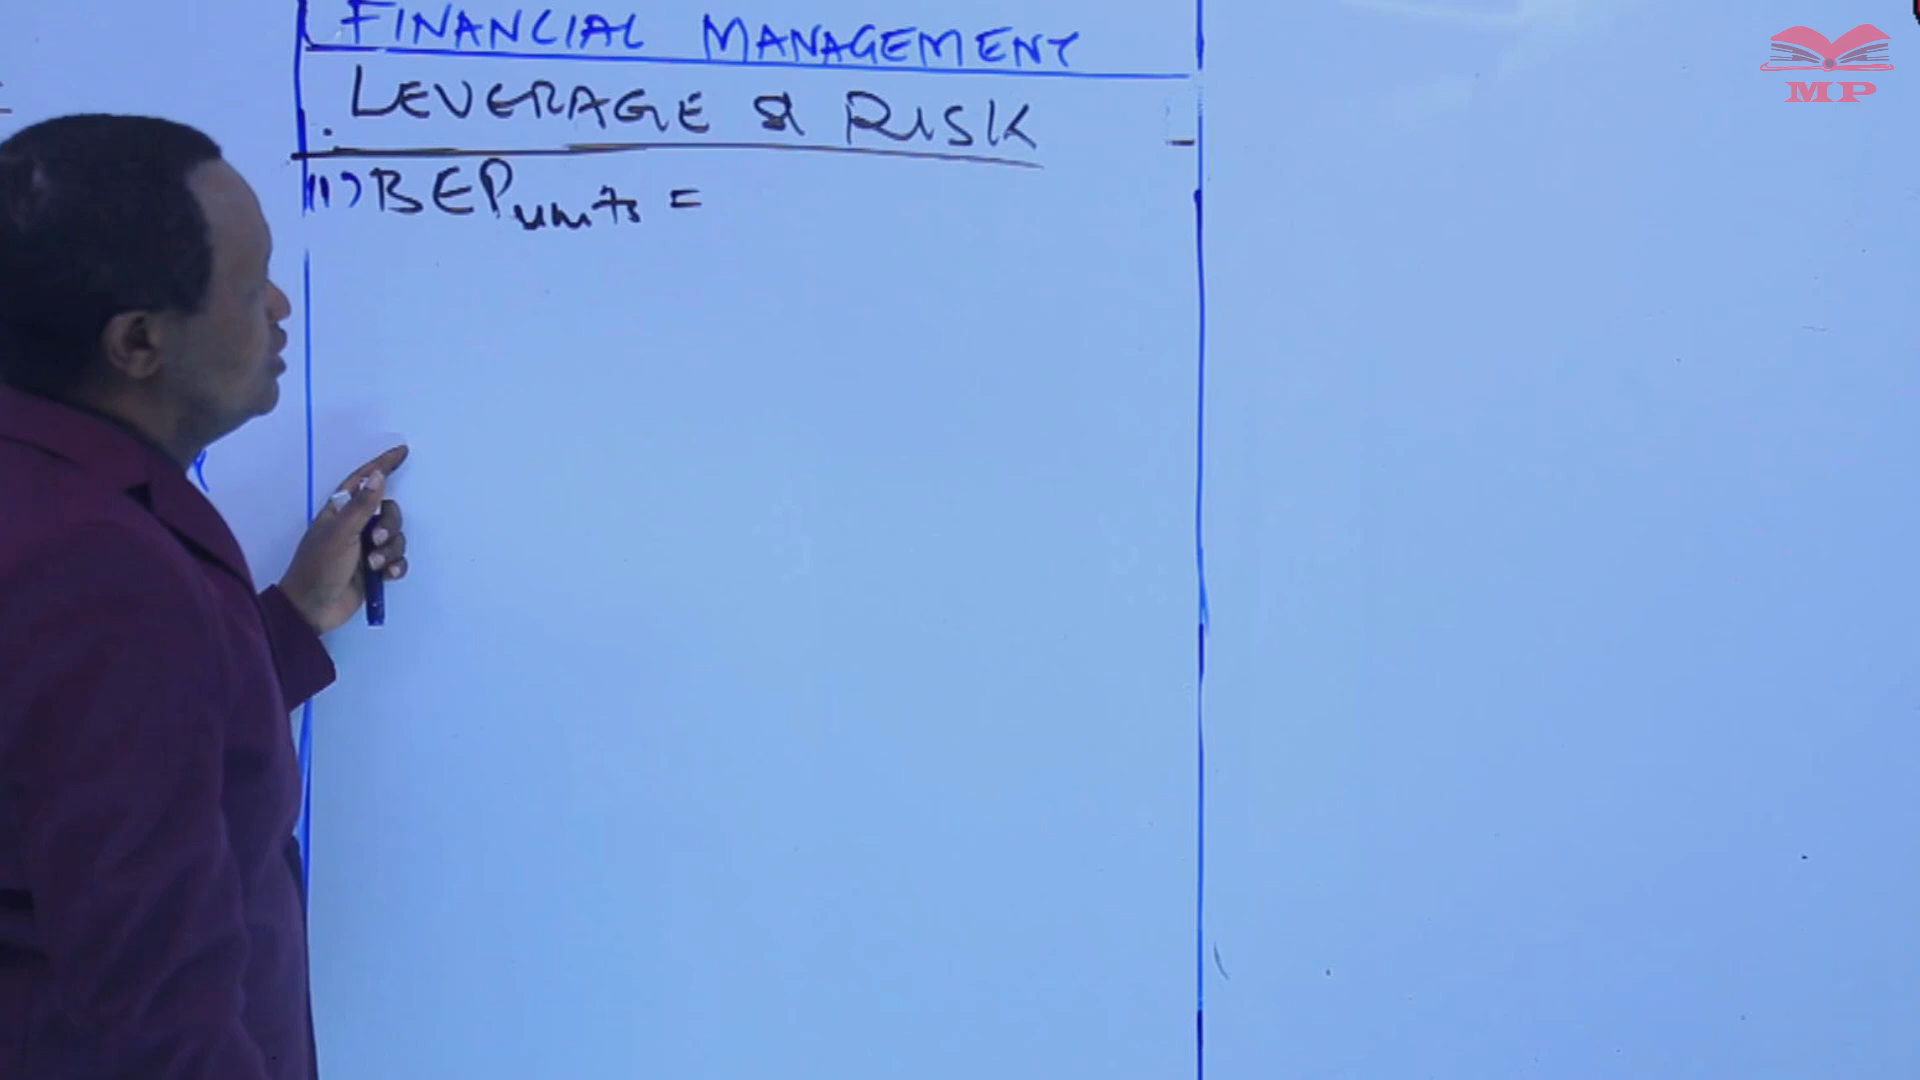 FINANCIAL MANAGEMENT
LEVERAGE & RISK
(1) BEPunits =
MP